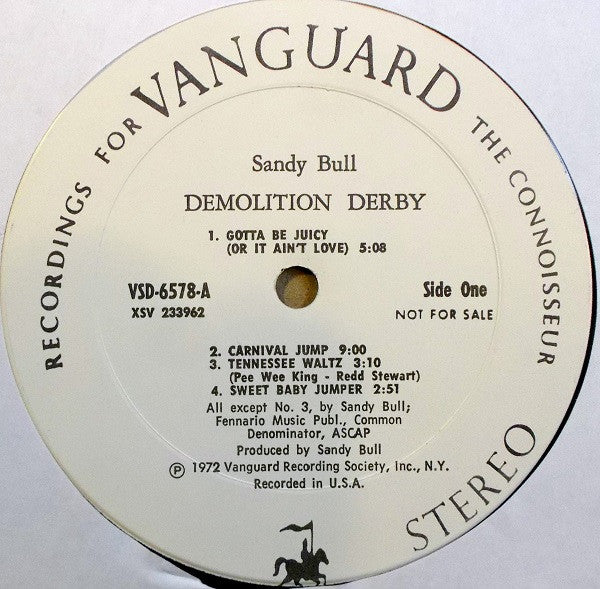 RECORDINGS FOR VANGUARD THE CONNOISSEUR
Sandy Bull
DEMOLITION DERBY
1. GOTTA BE JUICY
(OR IT AIN'T LOVE) 5:08
VSD-6578-A
XSV 233962
Side One
NOT FOR SALE
2. CARNIVAL JUMP 9:00
3. TENNESSEE WALTZ 3:10
(Pee Wee King - Redd Stewart)
4. SWEET BABY JUMPER 2:51
All except No. 3, by Sandy Bull;
Fennario Music Publ., Common
Denominator, ASCAP
Produced by Sandy Bull
Ⓟ 1972 Vanguard Recording Society, Inc., N.Y.
Recorded in U.S.A.
STEREO